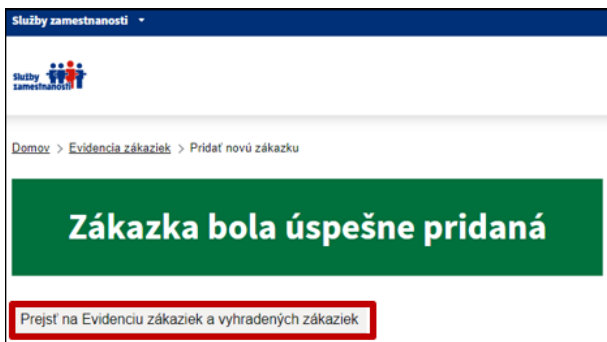 Služby zamestnanosti
Služby
zamestnanosti
Domov > Evidencia zákaziek > Pridať novú zákazku
Zákazka bola úspešne pridaná
Prejsť na Evidenciu zákaziek a vyhradených zákaziek